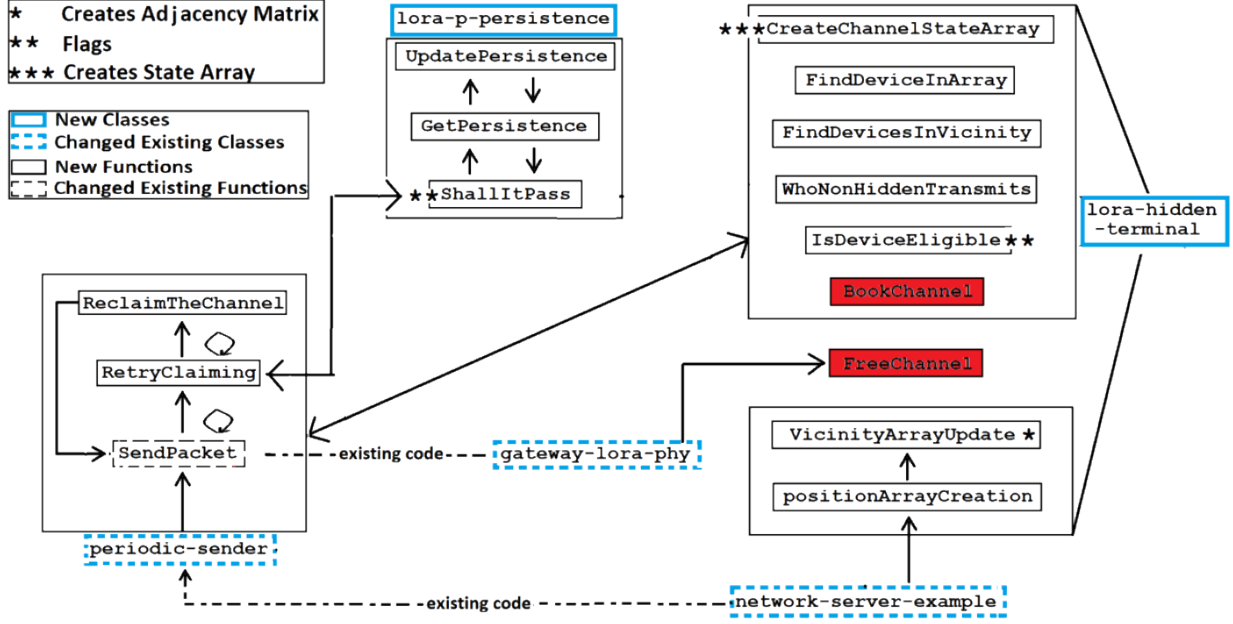 * Creates Adjacency Matrix
** Flags
*** Creates State Array
New Classes
Changed Existing Classes
New Functions
Changed Existing Functions
lora-p-persistence
UpdatePersistence
GetPersistence
**ShallItPass
***CreateChannelStateArray
FindDeviceInArray
FindDevicesInVicinity
WhoNonHiddenTransmits
IsDeviceEligible**
BookChannel
FreeChannel
lora-hidden
-terminal
ReclaimTheChannel
RetryClaiming
SendPacket
existing code
gateway-lora-phy
VicinityArrayUpdate*
positionArrayCreation
periodic-sender
existing code
network-server-example